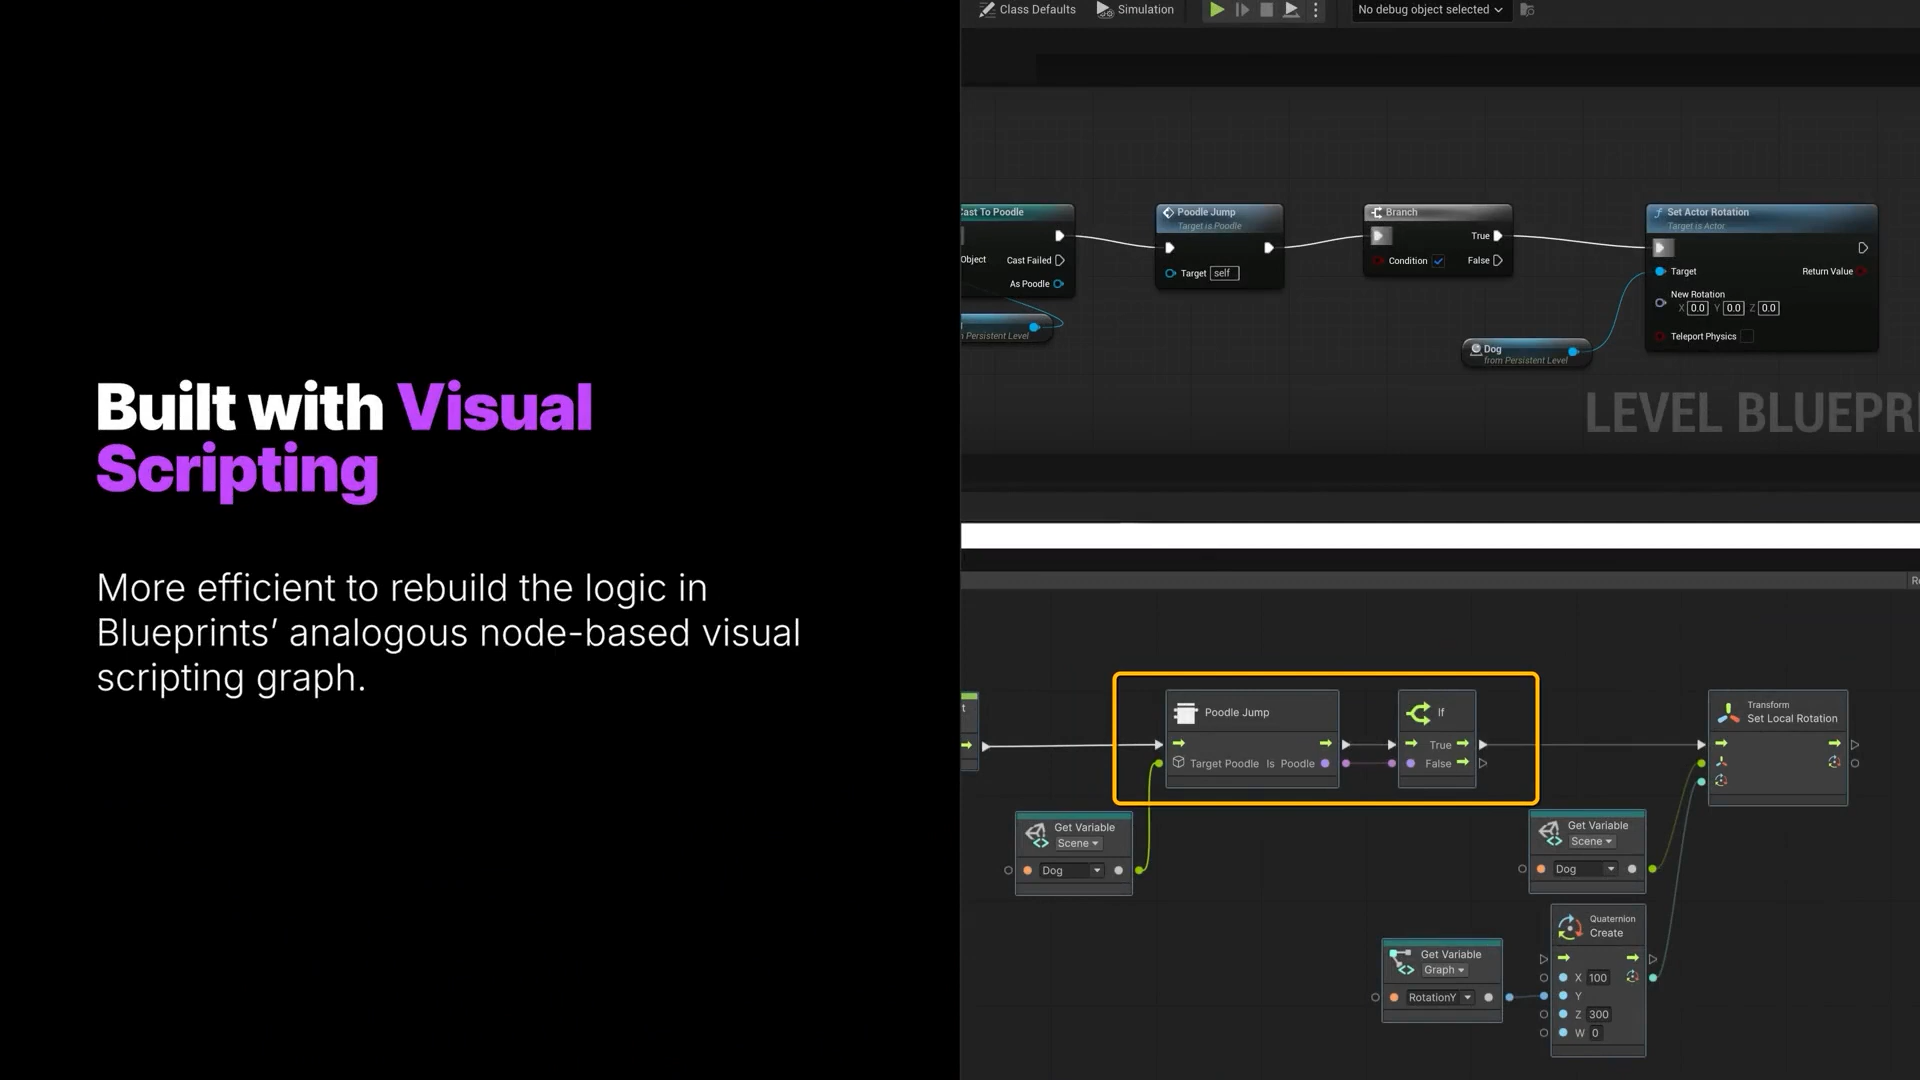 Built with Visual
Scripting
More efficient to rebuild the logic in
Blueprints’ analogous node-based visual
scripting graph.
Class Defaults
Simulation
No debug object selected
Cast To Poodle
Object
Cast Failed
As Poodle
Persistent Level
Poodle Jump
Target is Poodle
Target self
Branch
True
Condition
False
Dog
from Persistent Level
Set Actor Rotation
Target is Actor
Target
Return Value
New Rotation
X 0.0 Y 0.0 Z 0.0
Teleport Physics
LEVEL BLUEPRI
t
Poodle Jump
Target Poodle Is Poodle
If
True
False
Transform
Set Local Rotation
Get Variable
Scene
Dog
Get Variable
Scene
Dog
Get Variable
Graph
RotationY
Quaternion
Create
X 100
Y
Z 300
W 0